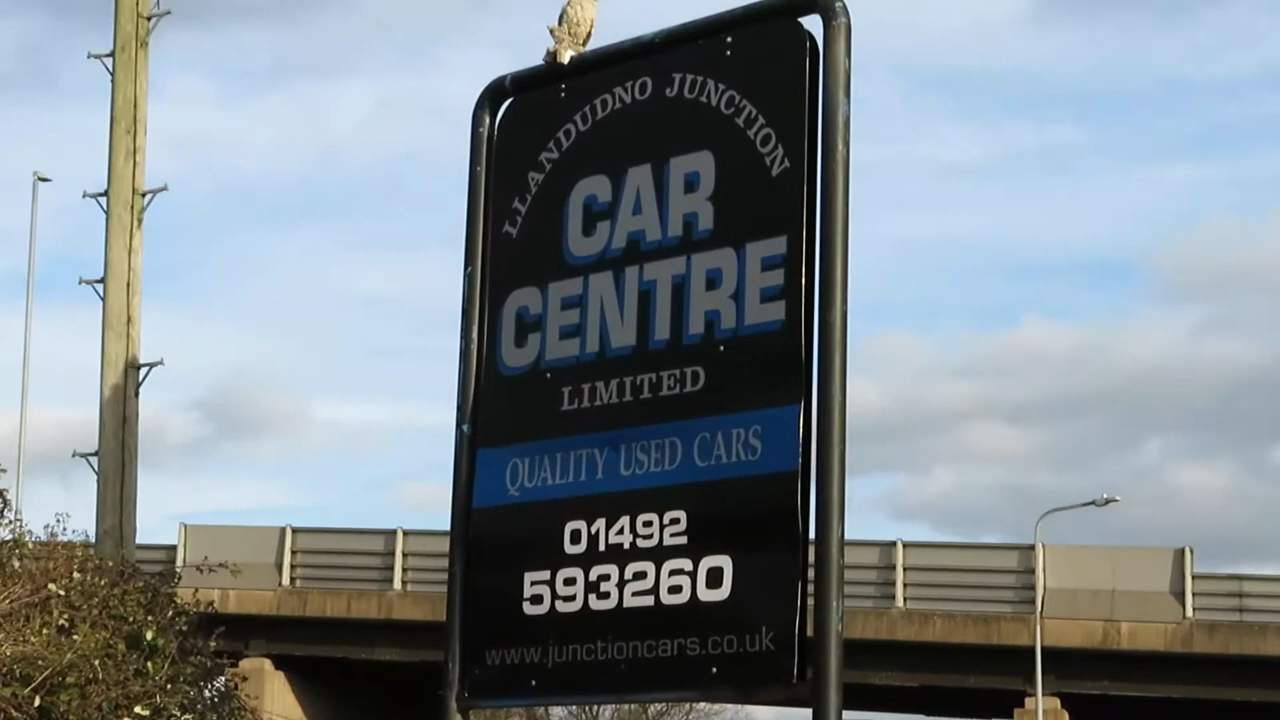 LLANDUDNO JUNCTION
CAR
CENTRE
LIMITED
QUALITY USED CARS
01492
593260
www.junctioncars.co.uk